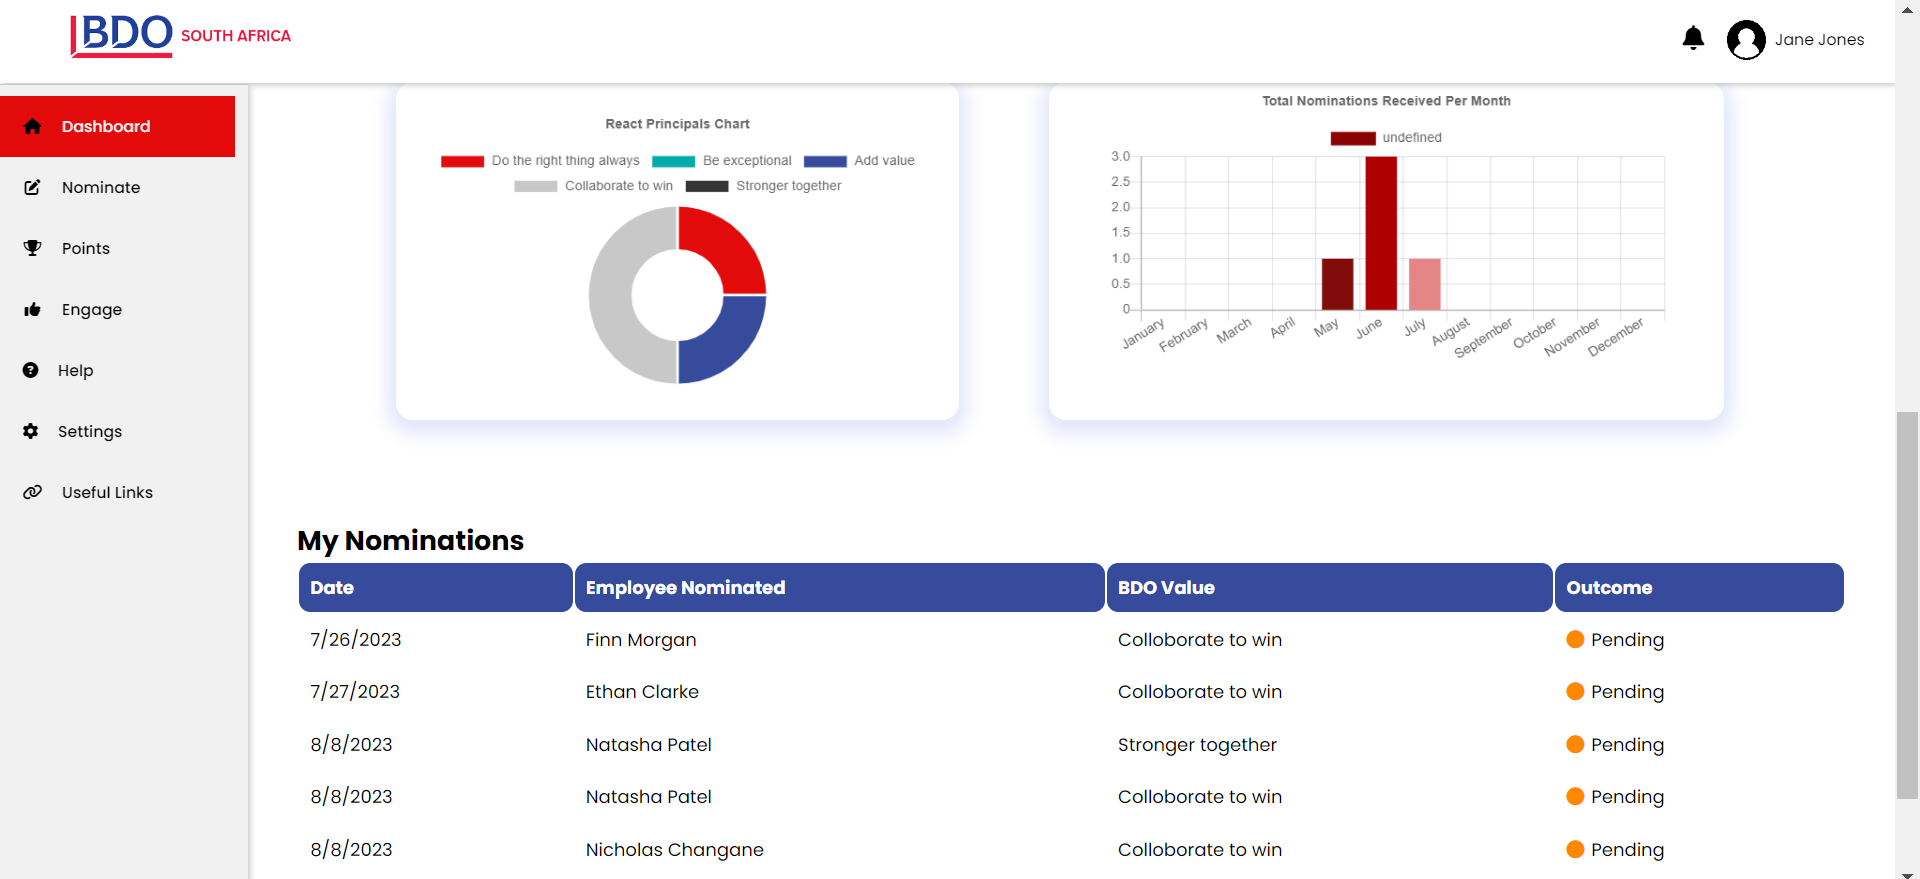 BDO SOUTH AFRICA
Jane Jones
Dashboard
Nominate
Points
Engage
Help
Settings
Useful Links
React Principals Chart
Do the right thing always Be exceptional Add value
Collaborate to win Stronger together
Total Nominations Received Per Month
undefined
3.0
2.5
2.0
1.5
1.0
0.5
0
January February March April May June July August September October November December
My Nominations
Date Employee Nominated BDO Value Outcome
7/26/2023 Finn Morgan Colloborate to win Pending
7/27/2023 Ethan Clarke Colloborate to win Pending
8/8/2023 Natasha Patel Stronger together Pending
8/8/2023 Natasha Patel Colloborate to win Pending
8/8/2023 Nicholas Changane Colloborate to win Pending